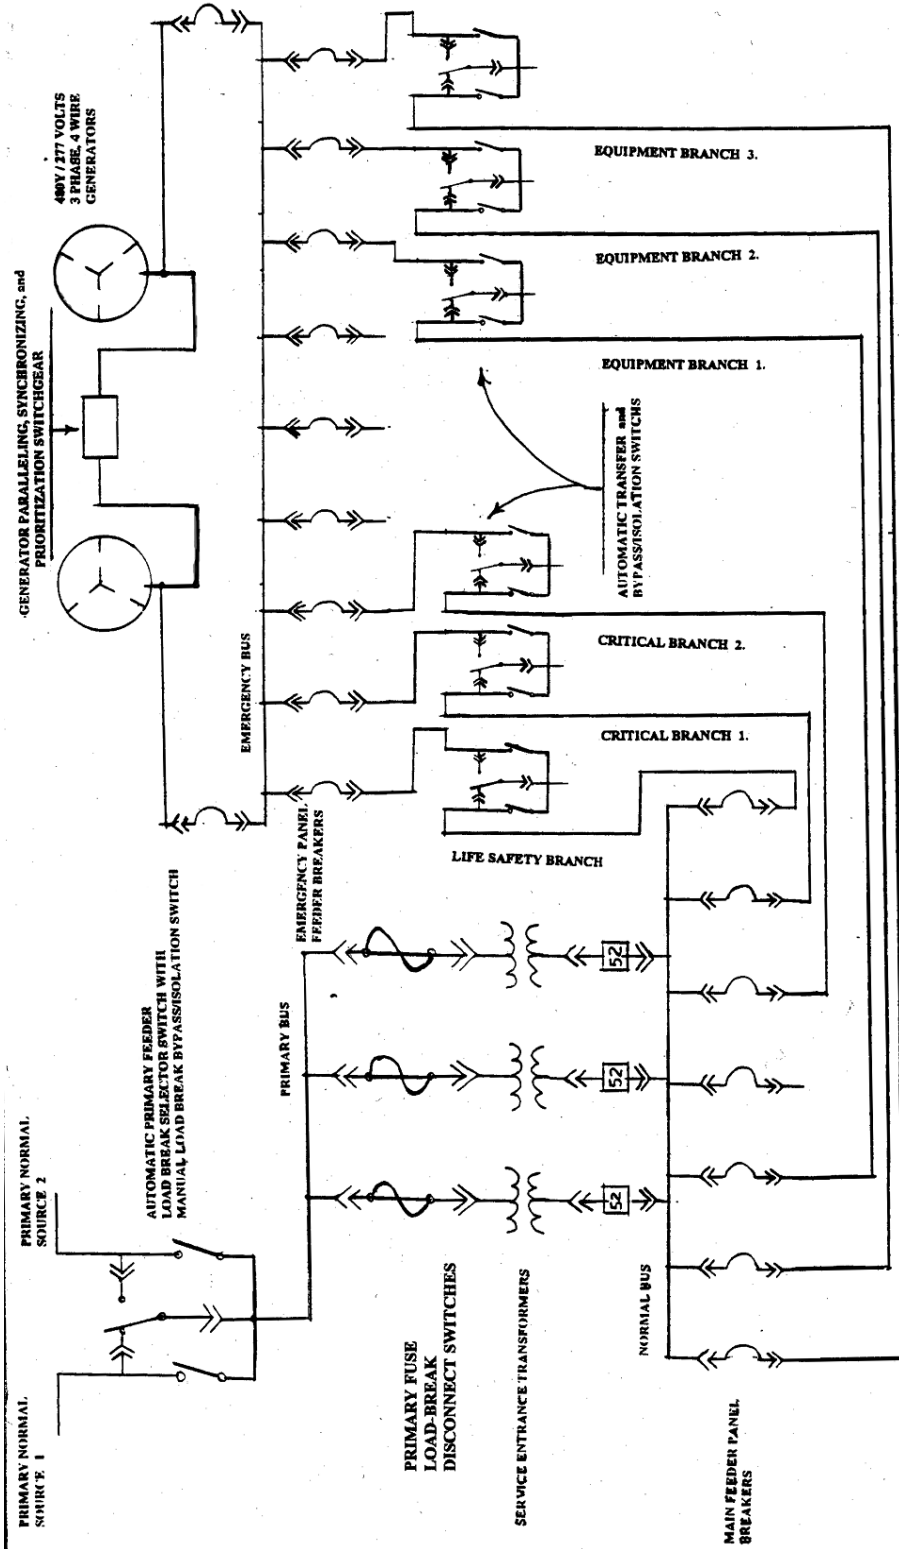 PRIMARY NORMAL
SOURCE 1
PRIMARY NORMAL
SOURCE 2
AUTOMATIC PRIMARY FEEDER
LOAD BREAK SELECTOR SWITCH WITH
MANUAL LOAD BREAK BYPASS/ISOLATION SWITCH
GENERATOR PARALLELING, SYNCHRONIZING, and
PRIORITIZATION SWITCHGEAR
480Y / 277 VOLTS
3 PHASE, 4 WIRE
GENERATORS
EMERGENCY BUS
PRIMARY BUS
EMERGENCY PANEL
FEEDER BREAKERS
PRIMARY FUSE
LOAD-BREAK
DISCONNECT SWITCHES
SERVICE ENTRANCE TRANSFORMERS
52
52
52
LIFE SAFETY BRANCH
CRITICAL BRANCH 1.
CRITICAL BRANCH 2.
AUTOMATIC TRANSFER and
BYPASS/ISOLATION SWITCHS
EQUIPMENT BRANCH 1.
EQUIPMENT BRANCH 2.
EQUIPMENT BRANCH 3.
NORMAL BUS
MAIN FEEDER PANEL
BREAKERS